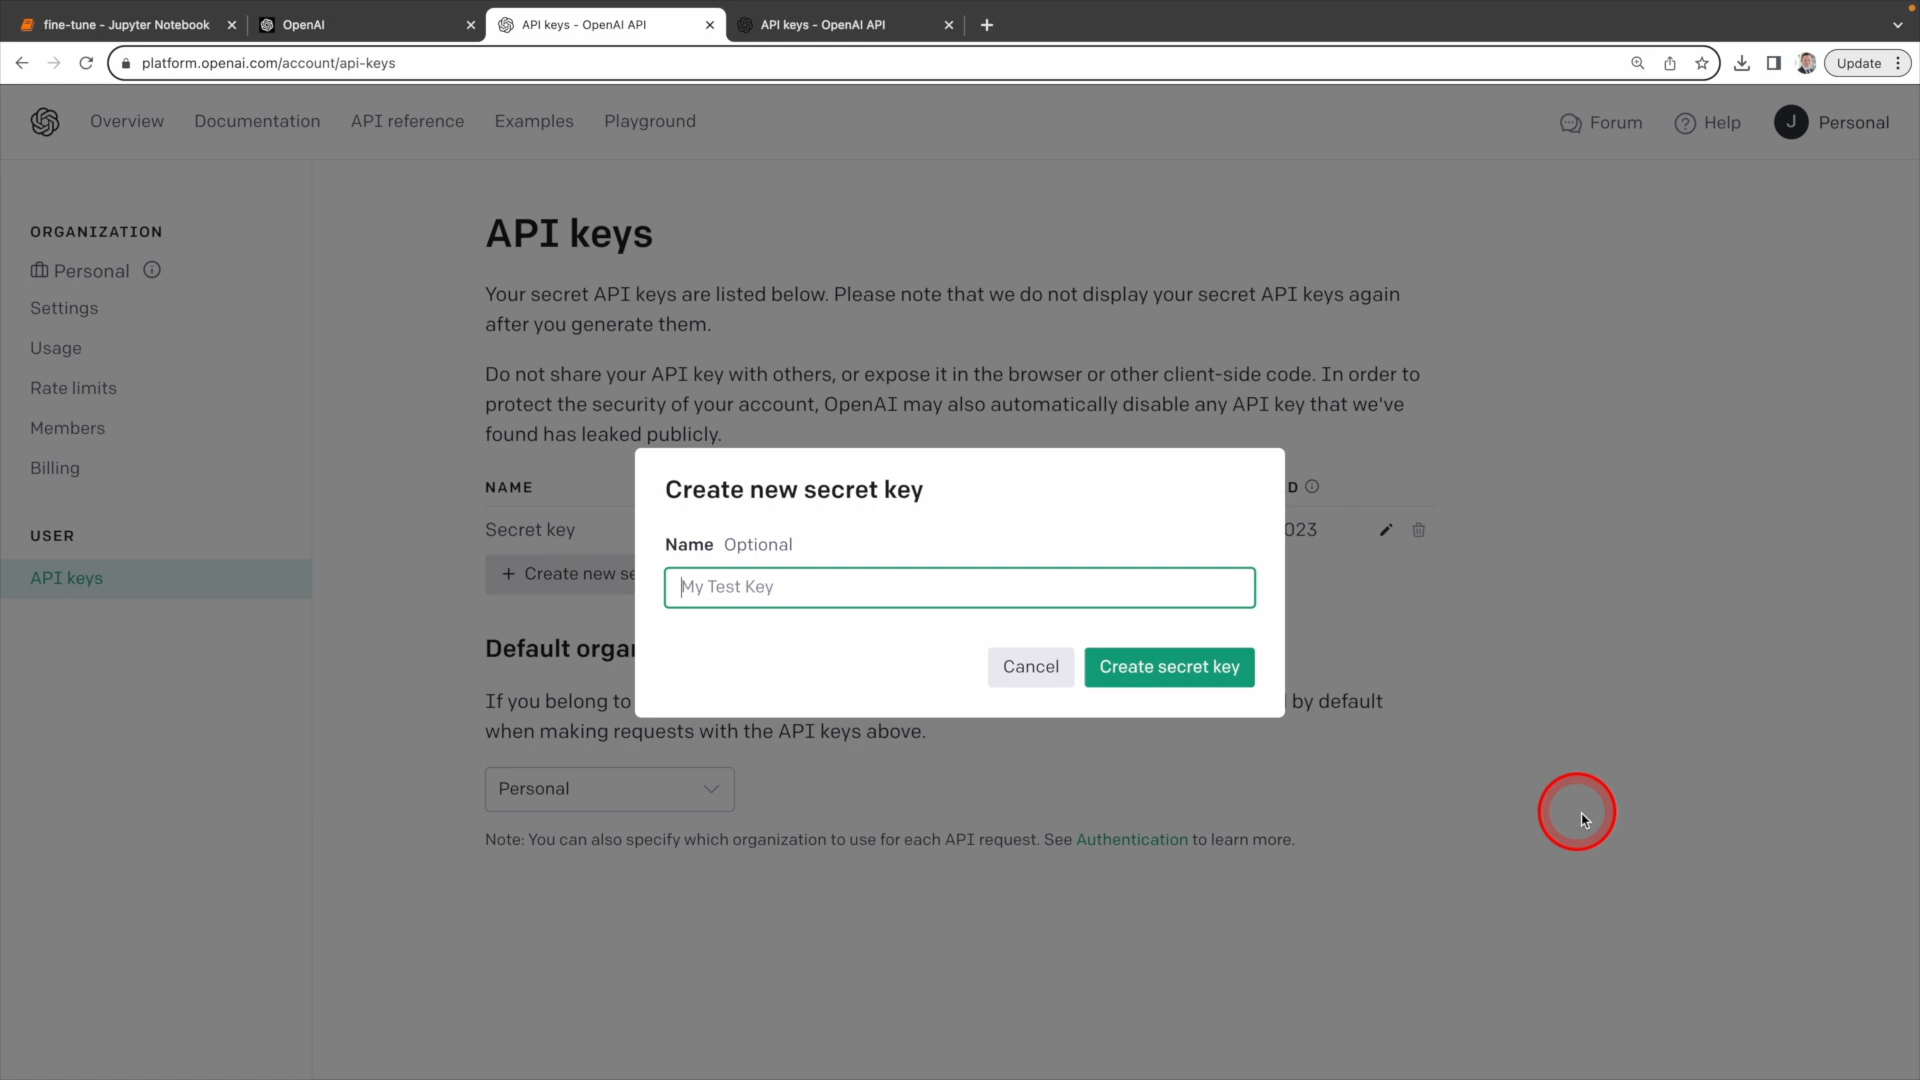 fine-tune - Jupyter Notebook
OpenAI
API keys - OpenAI API
API keys - OpenAI API
platform.openai.com/account/api-keys
Update
Overview
Documentation
API reference
Examples
Playground
Forum
Help
J
Personal
ORGANIZATION
Personal
Settings
Usage
Rate limits
Members
Billing
USER
API keys
API keys
Your secret API keys are listed below. Please note that we do not display your secret API keys again
after you generate them.
Do not share your API key with others, or expose it in the browser or other client-side code. In order to
protect the security of your account, OpenAI may also automatically disable any API key that we've
found has leaked publicly.
NAME
D
Secret key
023
+ Create new se
Create new secret key
Name Optional
My Test Key
Cancel
Create secret key
Default orga
If you belong to
by default
when making requests with the API keys above.
Personal
Note: You can also specify which organization to use for each API request. See Authentication to learn more.